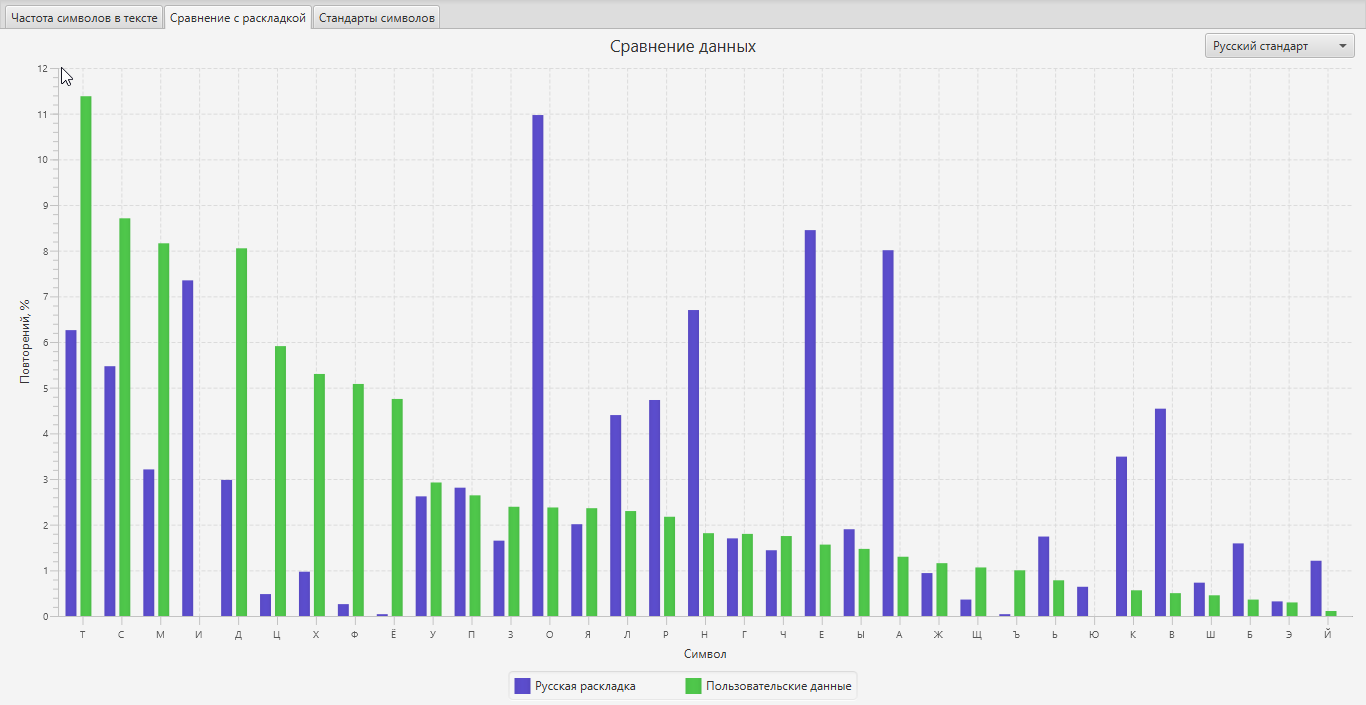 Частота символов в тексте Сравнение с раскладкой Стандарты символов
Сравнение данных
Русский стандарт
12
11
10
9
8
7
6
5
4
3
2
1
0
Повторений, %
Т С М И Д Ц Х Ф Ё У П З О Я Л Р Н Г Ч Е Ы А Ж Щ Ъ Ь Ю К В Ш Б Э Й
Символ
Русская раскладка Пользовательские данные